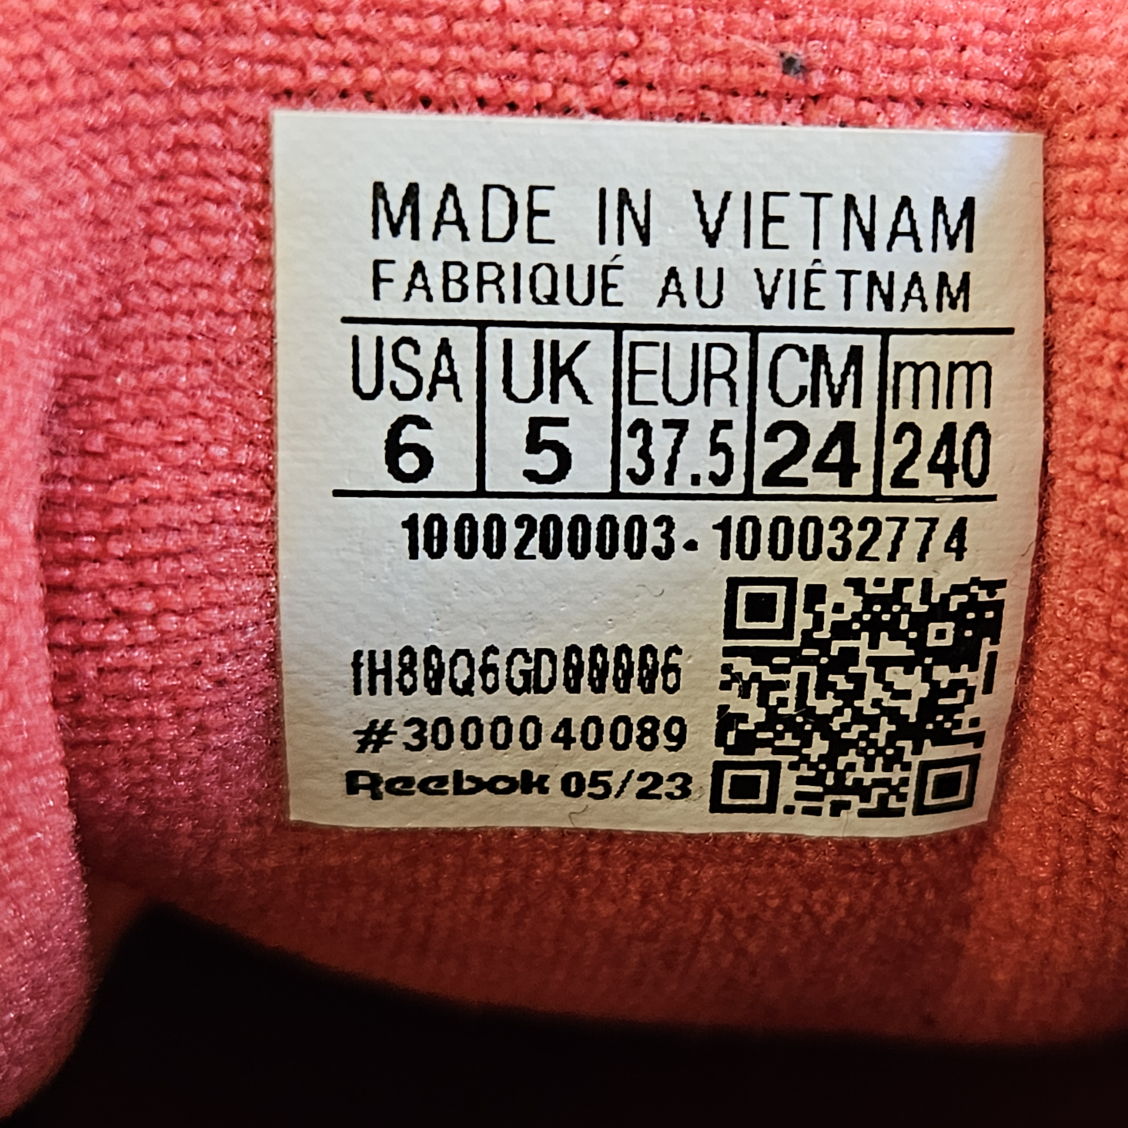 MADE IN VIETNAM
FABRIQUÉ AU VIÊTNAM
USA UK EUR CM mm
6 5 37.5 24 240
1000200003-100032774
fH80Q6GD00006
#3000040089
Reebok 05/23